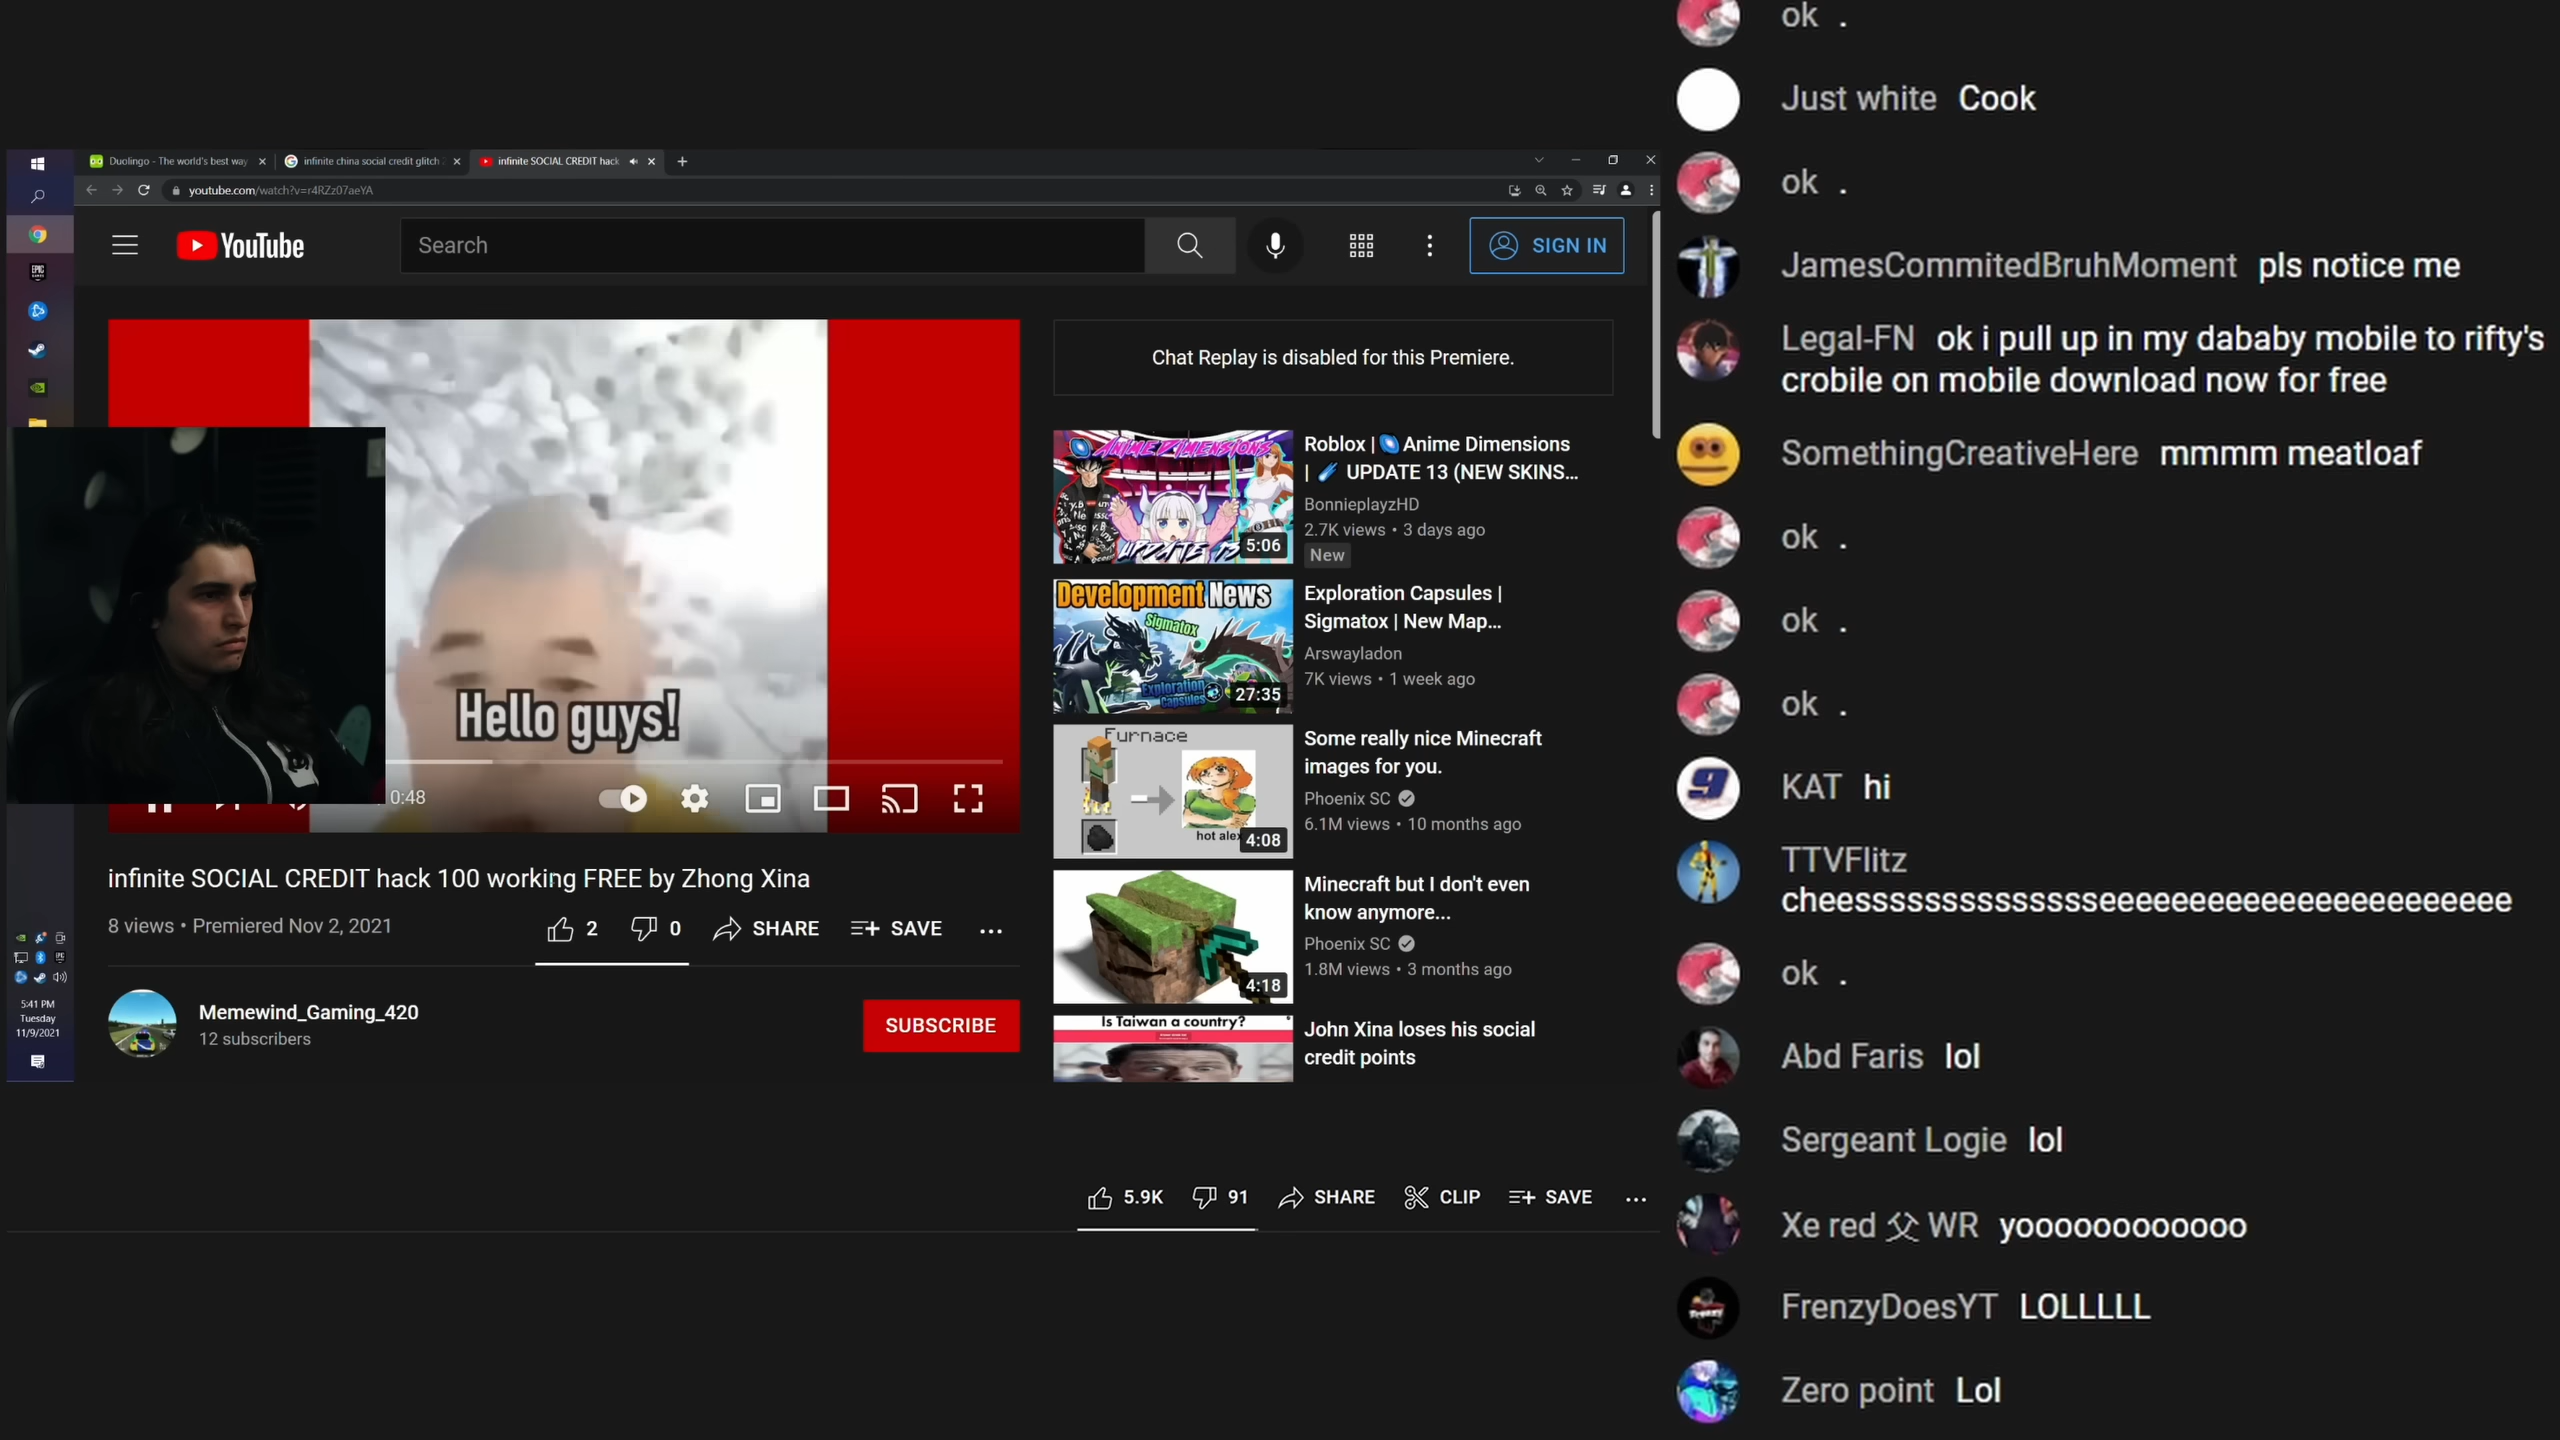 Duolingo - The world's best way
infinite china social credit glitch
infinite SOCIAL CREDIT hack
youtube.com/watch?v=r4RZz07aeYA
YouTube
Search
SIGN IN
Hello guys!
0:48
infinite SOCIAL CREDIT hack 100 working FREE by Zhong Xina
8 views • Premiered Nov 2, 2021
2
0
SHARE
SAVE
Memewind_Gaming_420
12 subscribers
SUBSCRIBE
5:41 PM
Tuesday
11/9/2021
Chat Replay is disabled for this Premiere.
ANIME DIMENSIONS
UPDATE 13
5:06
Roblox | Anime Dimensions
| UPDATE 13 (NEW SKINS...
BonnieplayzHD
2.7K views • 3 days ago
New
Development News
Sigmatox
Exploration
Capsules
27:35
Exploration Capsules |
Sigmatox | New Map...
Arswayladon
7K views • 1 week ago
Furnace
hot alex
4:08
Some really nice Minecraft
images for you.
Phoenix SC
6.1M views • 10 months ago
4:18
Minecraft but I don't even
know anymore...
Phoenix SC
1.8M views • 3 months ago
Is Taiwan a country?
John Xina loses his social
credit points
5.9K
91
SHARE
CLIP
SAVE
ok .
Just white Cook
ok .
JamesCommitedBruhMoment pls notice me
Legal-FN ok i pull up in my dababy mobile to rifty's
crobile on mobile download now for free
SomethingCreativeHere mmmm meatloaf
ok .
ok .
ok .
KAT hi
TTVFlitz
cheesssssssssssssseeeeeeeeeeeeeeeeeeeeeeee
ok .
Abd Faris lol
Sergeant Logie lol
Xe red 父 WR yoooooooooooo
FrenzyDoesYT LOLLLLL
Zero point Lol